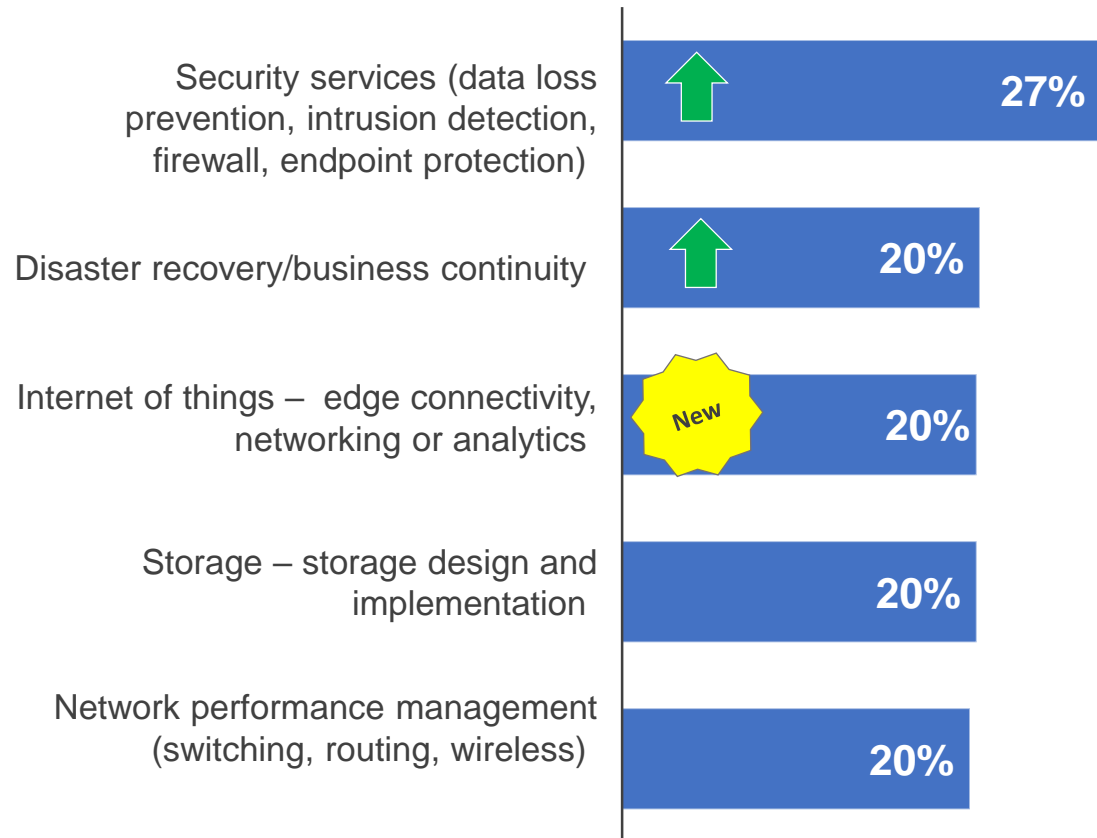 Security services (data loss
prevention, intrusion detection,
firewall, endpoint protection)
27%
Disaster recovery/business continuity
20%
Internet of things – edge connectivity,
networking or analytics
New
20%
Storage – storage design and
implementation
20%
Network performance management
(switching, routing, wireless)
20%